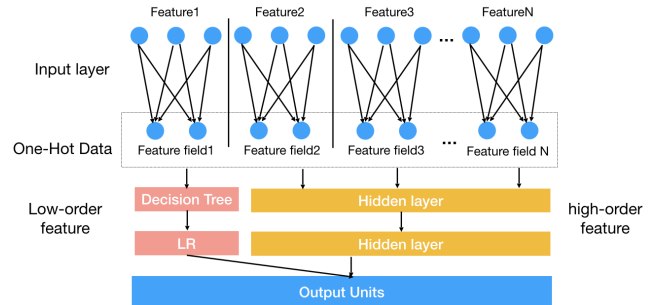 Feature1 Feature2 Feature3 ... FeatureN
Input layer
One-Hot Data
Feature field1 Feature field2 Feature field3 ... Feature field N
Low-order feature
Decision Tree Hidden layer
high-order feature
LR Hidden layer
Output Units